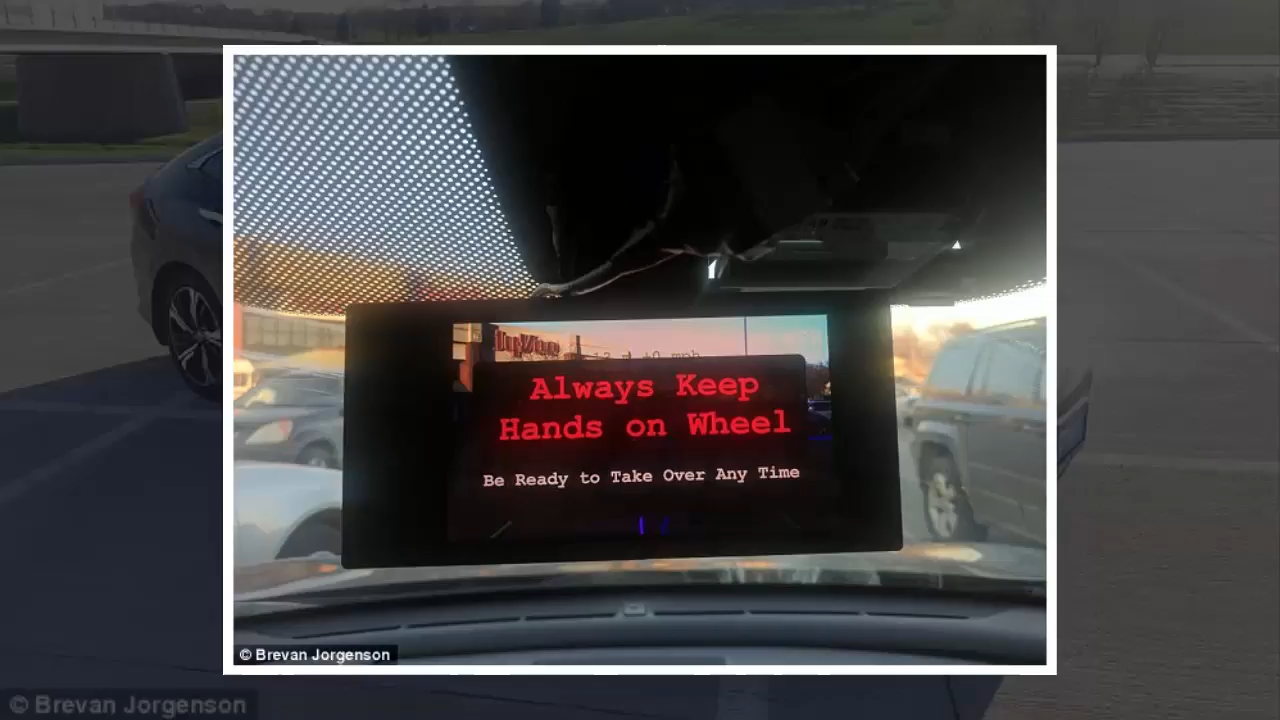 Always Keep
Hands on Wheel
Be Ready to Take Over Any Time
© Brevan Jorgenson
© Brevan Jorgenson